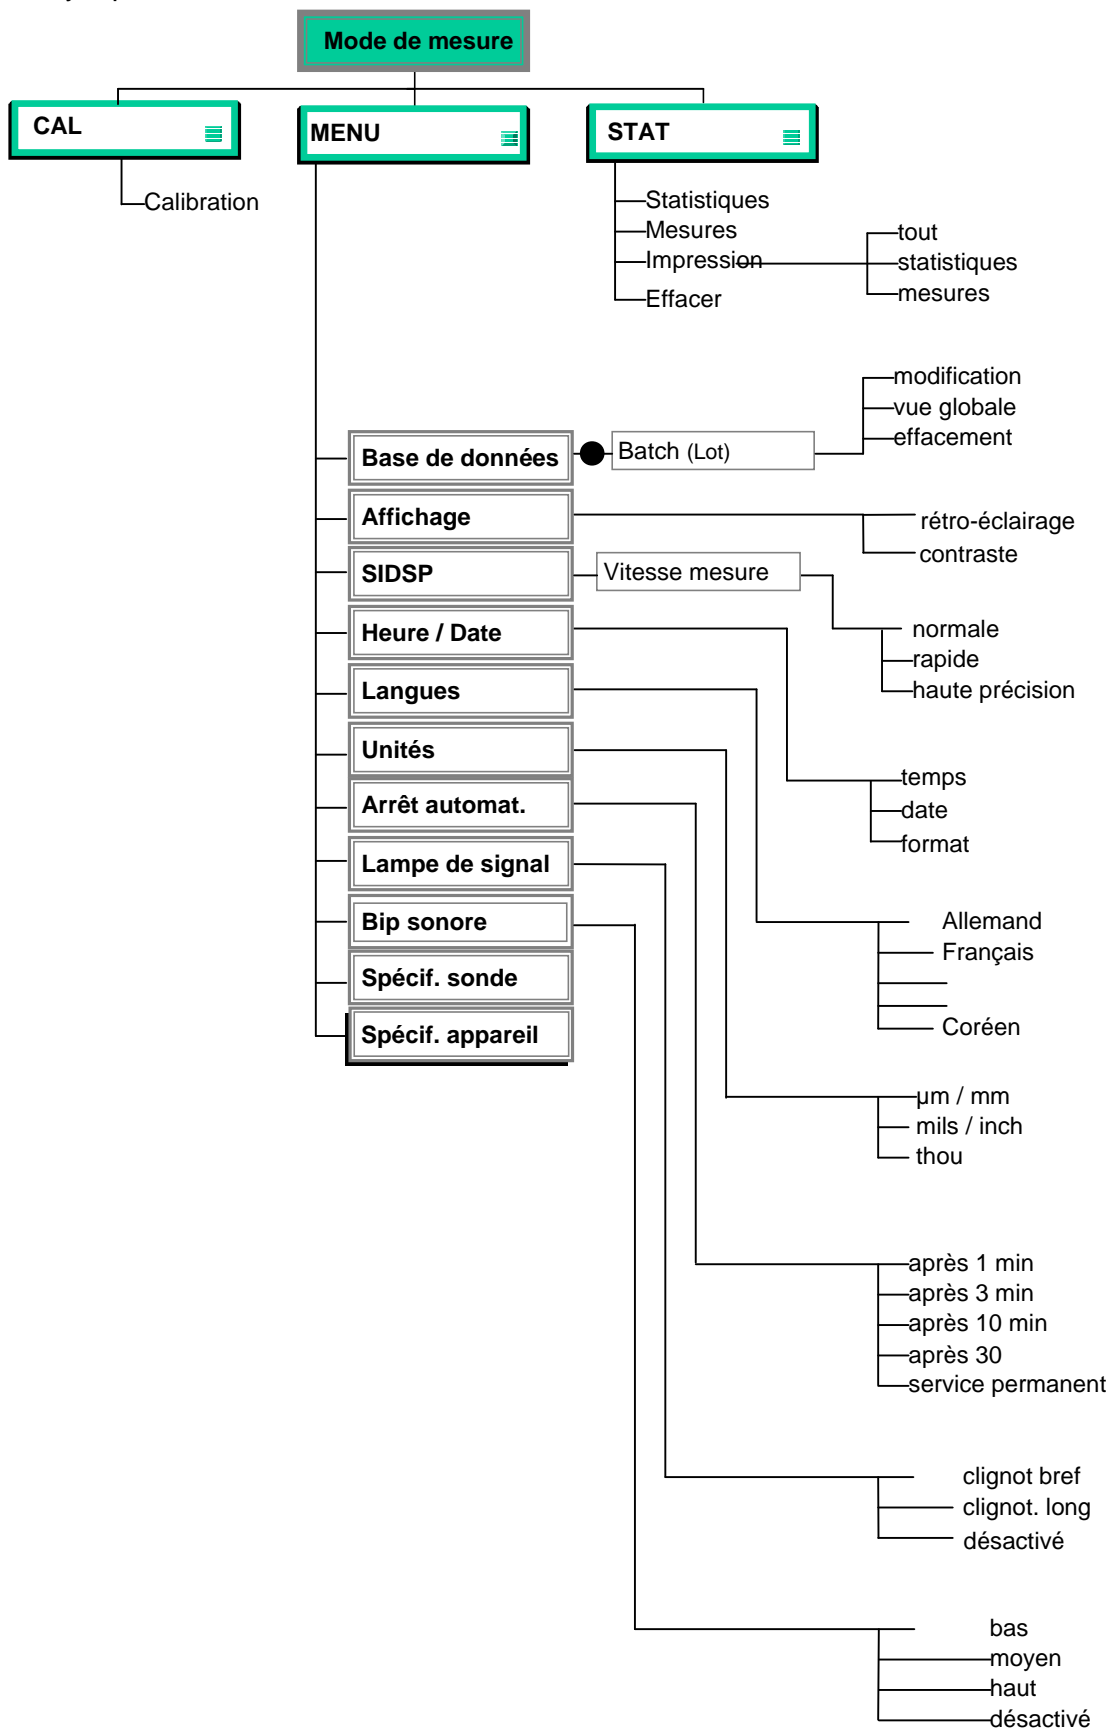 Mode de mesure
CAL
MENU
STAT
Calibration
Statistiques
Mesures
Impression
Effacer
tout
statistiques
mesures
Base de données
Batch (Lot)
modification
vue globale
effacement
Affichage
rétro-éclairage
contraste
SIDSP
Vitesse mesure
normale
rapide
haute précision
Heure / Date
temps
date
format
Langues
Allemand
Français
Coréen
Unités
µm / mm
mils / inch
thou
Arrêt automat.
après 1 min
après 3 min
après 10 min
après 30
service permanent
Lampe de signal
clignot bref
clignot. long
désactivé
Bip sonore
bas
moyen
haut
désactivé
Spécif. sonde
Spécif. appareil